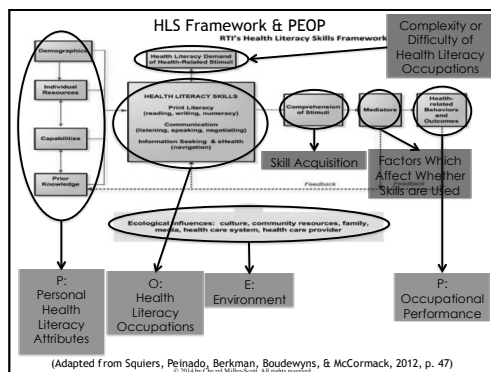 HLS Framework & PEOP
RTI's Health Literacy Skills Framework
Complexity or
Difficulty of
Health Literacy
Occupations
Demographics
Health Literacy Demand
of Health-Related Stimuli
Individual
Resources
Capabilities
Prior
Knowledge
HEALTH LITERACY SKILLS
Print Literacy
(reading, writing, numeracy)
Communication
(listening, speaking, negotiating)
Information Seeking & eHealth
(navigation)
Comprehension
of Stimuli
Mediators
Health-
related
Behaviors
and
Outcomes
Skill Acquisition
Factors Which
Affect Whether
Skills are Used
Feedback
Feedback
Ecological influences: culture, community resources, family,
media, health care system, health care provider
P:
Personal
Health
Literacy
Attributes
O:
Health
Literacy
Occupations
E:
Environment
P:
Occupational
Performance
(Adapted from Squiers, Peinado, Berkman, Boudewyns, & McCormack, 2012, p. 47)
© 2014 by Cheryl Miller-Scott. All rights reserved